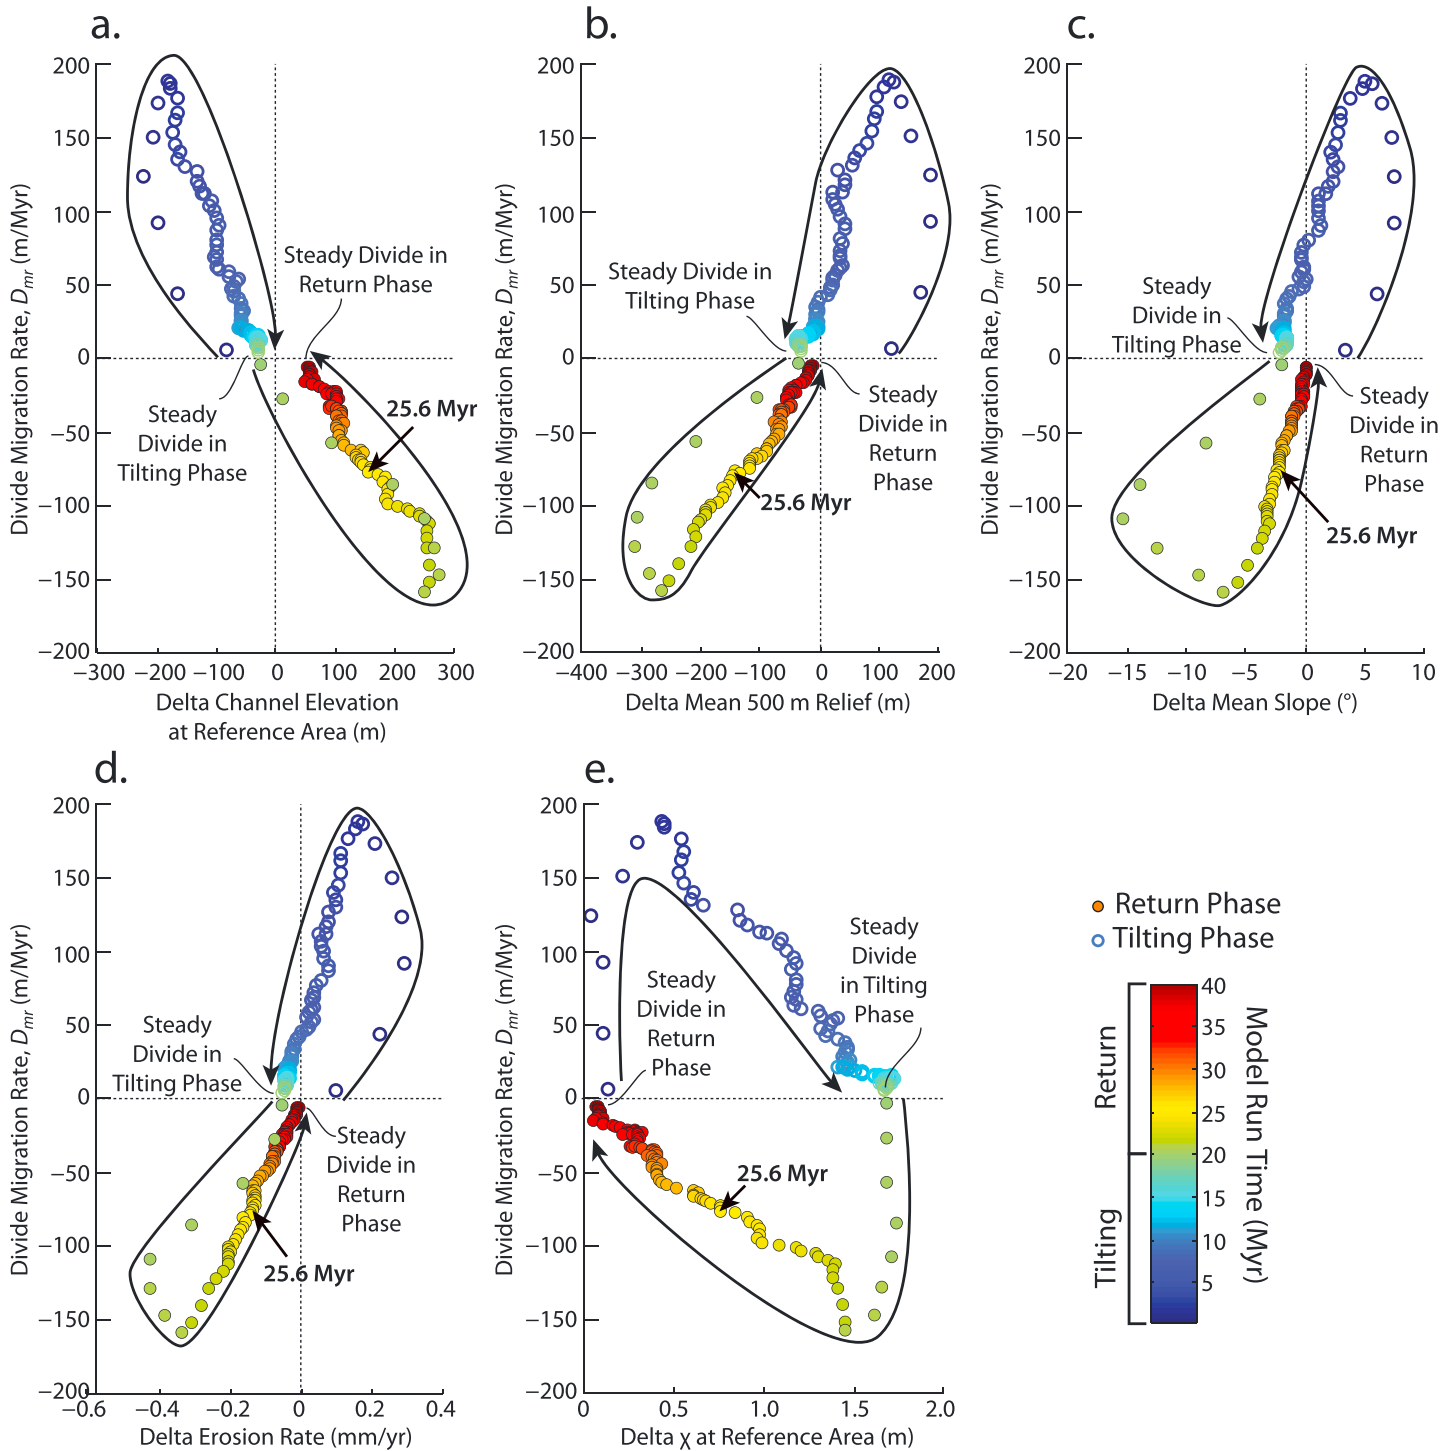 a.
200
150
100
50
0
−50
−100
−150
−200
−300
−200
−100
0
100
200
300
Divide Migration Rate, Dmr (m/Myr)
Delta Channel Elevation
at Reference Area (m)
Steady Divide in
Return Phase
Steady
Divide in
Tilting Phase
25.6 Myr
b.
200
150
100
50
0
−50
−100
−150
−200
−400
−300
−200
−100
0
100
200
Divide Migration Rate, Dmr (m/Myr)
Delta Mean 500 m Relief (m)
Steady Divide in
Tilting Phase
Steady
Divide in
Return
Phase
25.6 Myr
c.
200
150
100
50
0
−50
−100
−150
−200
−20
−15
−10
−5
0
5
10
Divide Migration Rate, Dmr (m/Myr)
Delta Mean Slope (°)
Steady
Divide in
Tilting Phase
Steady
Divide in
Return
Phase
25.6 Myr
d.
200
150
100
50
0
−50
−100
−150
−200
−0.6
−0.4
−0.2
0
0.2
0.4
Divide Migration Rate, Dmr (m/Myr)
Delta Erosion Rate (mm/yr)
Steady
Divide in
Tilting Phase
Steady
Divide in
Return
Phase
25.6 Myr
e.
200
150
100
50
0
−50
−100
−150
−200
0
0.5
1.0
1.5
2.0
Divide Migration Rate, Dmr (m/Myr)
Delta χ at Reference Area (m)
Steady
Divide in
Return
Phase
Steady
Divide
in Tilting
Phase
25.6 Myr
Return Phase
Tilting Phase
40
35
30
25
20
15
10
5
Return
Tilting
Model Run Time (Myr)